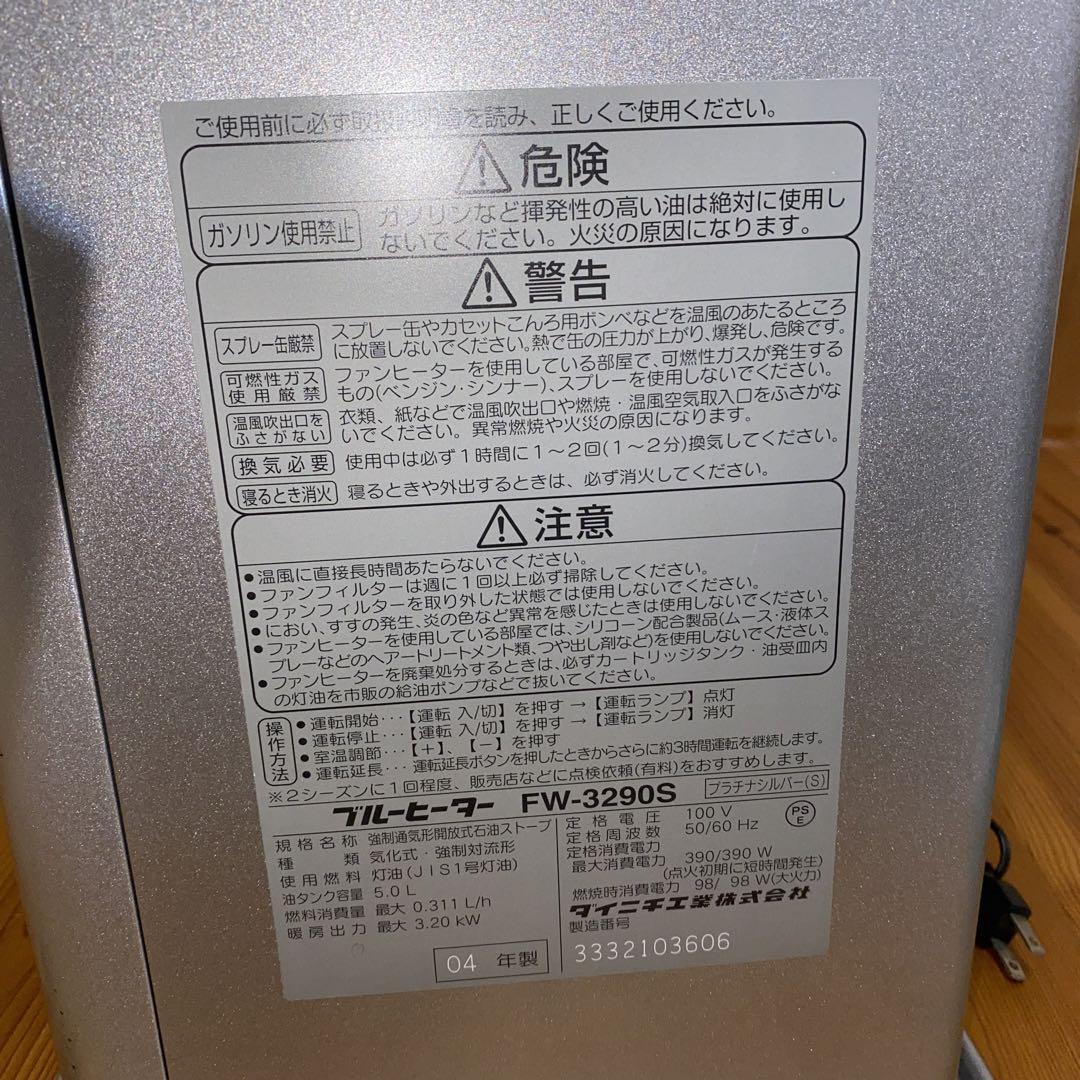 ご使用前に必ず取扱説明書を読み、正しくご使用ください。
⚠危険
ガソリン使用禁止
ガソリンなど揮発性の高い油は絶対に使用し
ないでください。火災の原因になります。
⚠警告
スプレー缶厳禁
スプレー缶やカセットこんろ用ボンベなどを温風のあたるところ
に放置しないでください。熱で缶の圧力が上がり、爆発し、危険です。
可燃性ガス
使用厳禁
ファンヒーターを使用している部屋で、可燃性ガスが発生する
もの(ベンジン・シンナー)、スプレーを使用しないでください。
温風吹出口を
ふさがない
衣類、紙などで温風吹出口や燃焼・温風空気取入口をふさがな
いでください。異常燃焼や火災の原因になります。
換気必要
使用中は必ず1時間に1～2回(1～2分)換気してください。
寝るとき消火
寝るときや外出するときは、必ず消火してください。
⚠注意
●温風に直接長時間あたらないでください。
●ファンフィルターは週に1回以上必ず掃除してください。
●ファンフィルターを取り外した状態では使用しないでください。
●におい、すすの発生、炎の色など異常を感じたときは使用しないでください。
●ファンヒーターを使用している部屋では、シリコーン配合製品(ムース・液体ス
プレーなどのヘアートリートメント類、つや出し剤など)を使用しないでください。
●ファンヒーターを廃棄処分するときは、必ずカートリッジタンク・油受皿内
の灯油を市販の給油ポンプなどで抜いてください。
操作方法
●運転開始・・・【運転 入/切】を押す→【運転ランプ】点灯
●運転停止・・・【運転 入/切】を押す→【運転ランプ】消灯
●室温調節・・・【＋】、【－】を押す
●運転延長・・・運転延長ボタンを押したときからさらに約3時間運転を継続します。
※2シーズンに1回程度、販売店などに点検依頼(有料)をおすすめします。
ブルーヒーター FW-3290S
プラチナシルバー(S)
規格名称 強制通気形開放式石油ストーブ
種類 気化式・強制対流形
使用燃料 灯油(JIS1号灯油)
油タンク容量 5.0L
燃料消費量 最大 0.311 L/h
暖房出力 最大 3.20 kW
04 年製
定格電圧 100 V
定格周波数 50/60 Hz
定格消費電力
最大消費電力 390/390 W
(点火初期に短時間発生)
燃焼時消費電力 98/ 98 W(大火力)
PS
E
ダイニチ工業株式会社
製造番号
3332103606